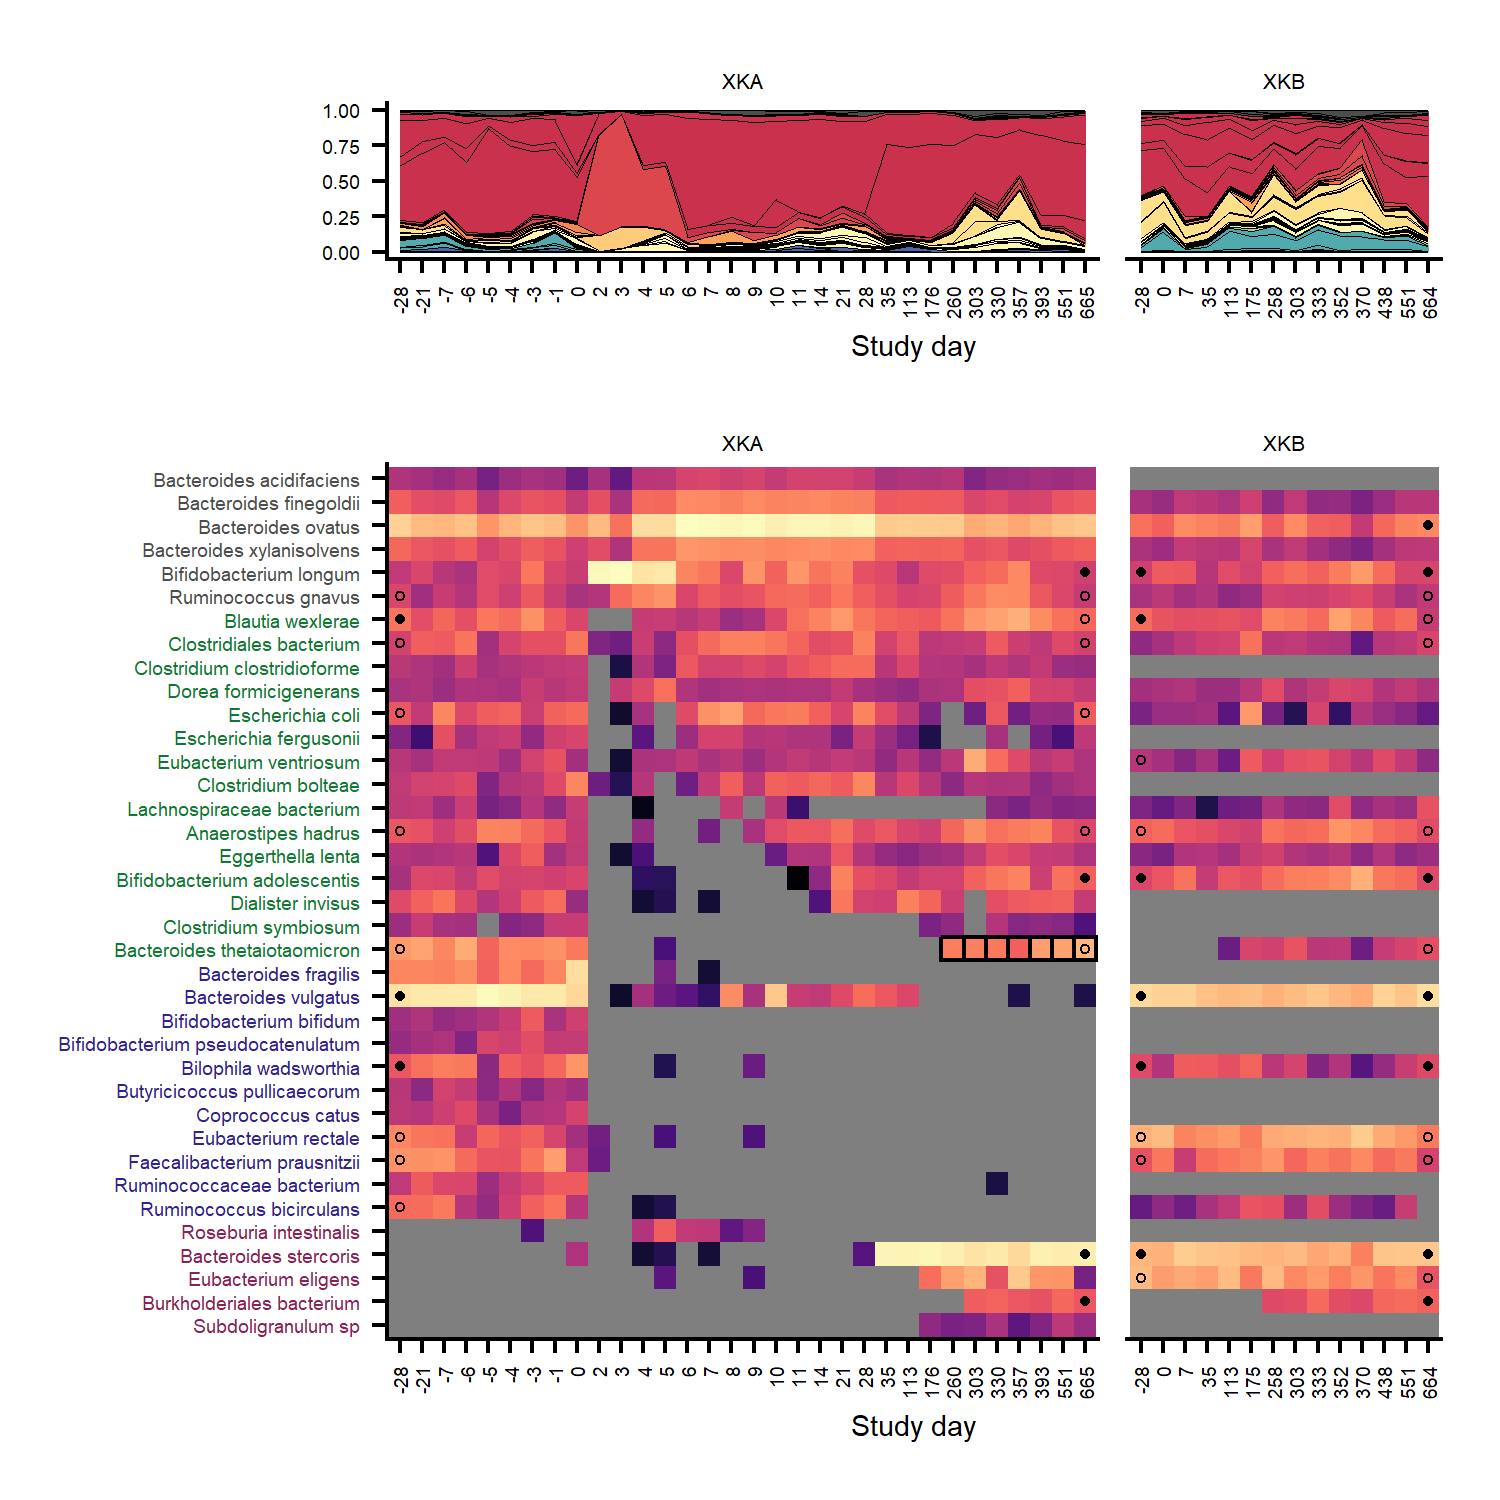 XKA XKB
1.00
0.75
0.50
0.25
0.00
-28 -21 -7 -6 -5 -4 -3 -1 0 2 3 4 5 6 7 8 9 10 11 14 21 28 35 113 176 260 303 330 357 393 551 665 -28 0 7 35 113 175 258 303 333 352 370 438 551 664
Study day
XKA XKB
Bacteroides acidifaciens
Bacteroides finegoldii
Bacteroides ovatus
Bacteroides xylanisolvens
Bifidobacterium longum
Ruminococcus gnavus
Blautia wexlerae
Clostridiales bacterium
Clostridium clostridioforme
Dorea formicigenerans
Escherichia coli
Escherichia fergusonii
Eubacterium ventriosum
Clostridium bolteae
Lachnospiraceae bacterium
Anaerostipes hadrus
Eggerthella lenta
Bifidobacterium adolescentis
Dialister invisus
Clostridium symbiosum
Bacteroides thetaiotaomicron
Bacteroides fragilis
Bacteroides vulgatus
Bifidobacterium bifidum
Bifidobacterium pseudocatenulatum
Bilophila wadsworthia
Butyricicoccus pullicaecorum
Coprococcus catus
Eubacterium rectale
Faecalibacterium prausnitzii
Ruminococcaceae bacterium
Ruminococcus bicirculans
Roseburia intestinalis
Bacteroides stercoris
Eubacterium eligens
Burkholderiales bacterium
Subdoligranulum sp
-28 -21 -7 -6 -5 -4 -3 -1 0 2 3 4 5 6 7 8 9 10 11 14 21 28 35 113 176 260 303 330 357 393 551 665 -28 0 7 35 113 175 258 303 333 352 370 438 551 664
Study day